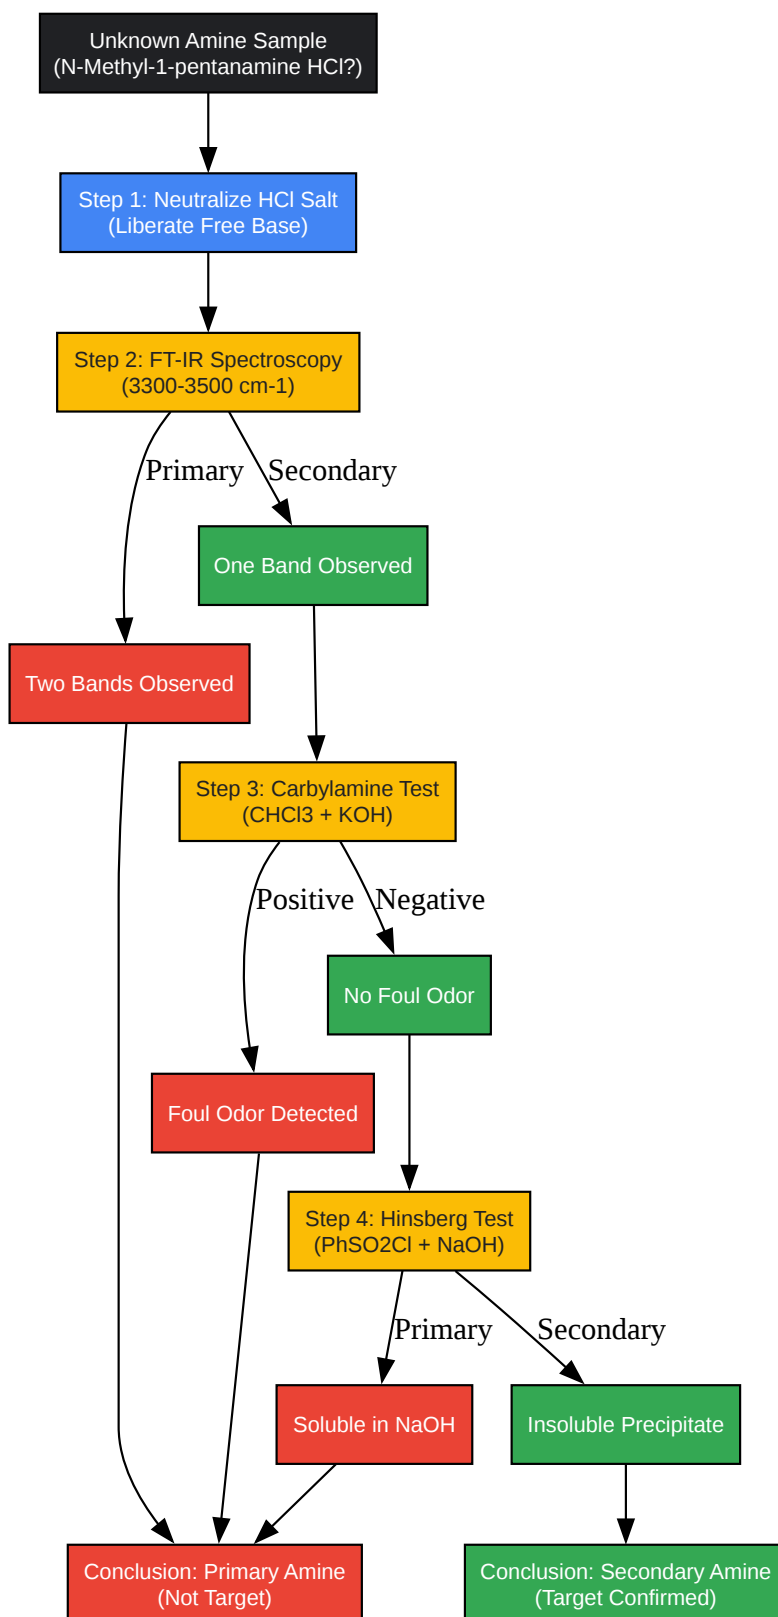 Unknown Amine Sample
(N-Methyl-1-pentanamine HCl?)
Step 1: Neutralize HCl Salt
(Liberate Free Base)
Step 2: FT-IR Spectroscopy
(3300-3500 cm-1)
Primary
Secondary
One Band Observed
Two Bands Observed
Step 3: Carbylamine Test
(CHCl3 + KOH)
Positive
Negative
No Foul Odor
Foul Odor Detected
Step 4: Hinsberg Test
(PhSO2Cl + NaOH)
Primary
Secondary
Soluble in NaOH
Insoluble Precipitate
Conclusion: Primary Amine
(Not Target)
Conclusion: Secondary Amine
(Target Confirmed)